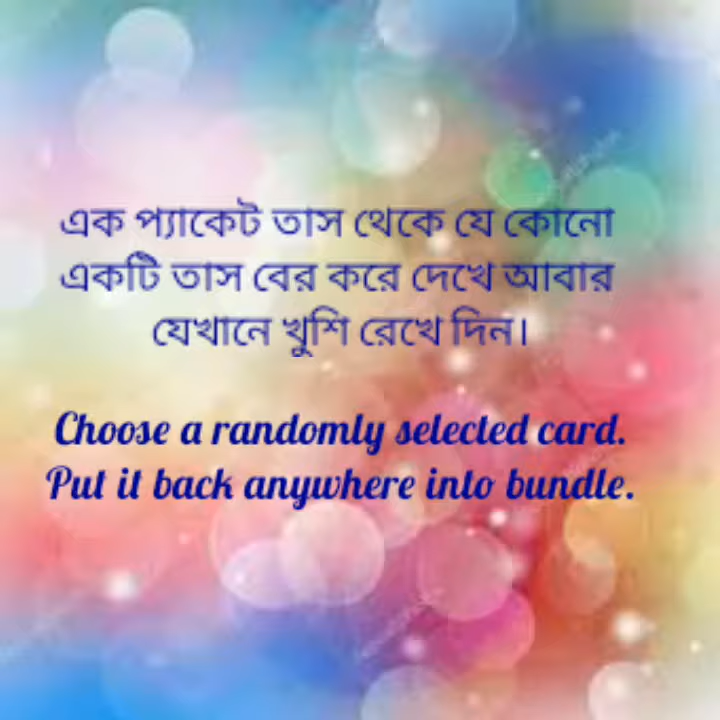 এক প্যাকেট তাস থেকে যে কোনো
একটি তাস বের করে দেখে আবার
যেখানে খুশি রেখে দিন।
Choose a randomly selected card.
Put it back anywhere into bundle.